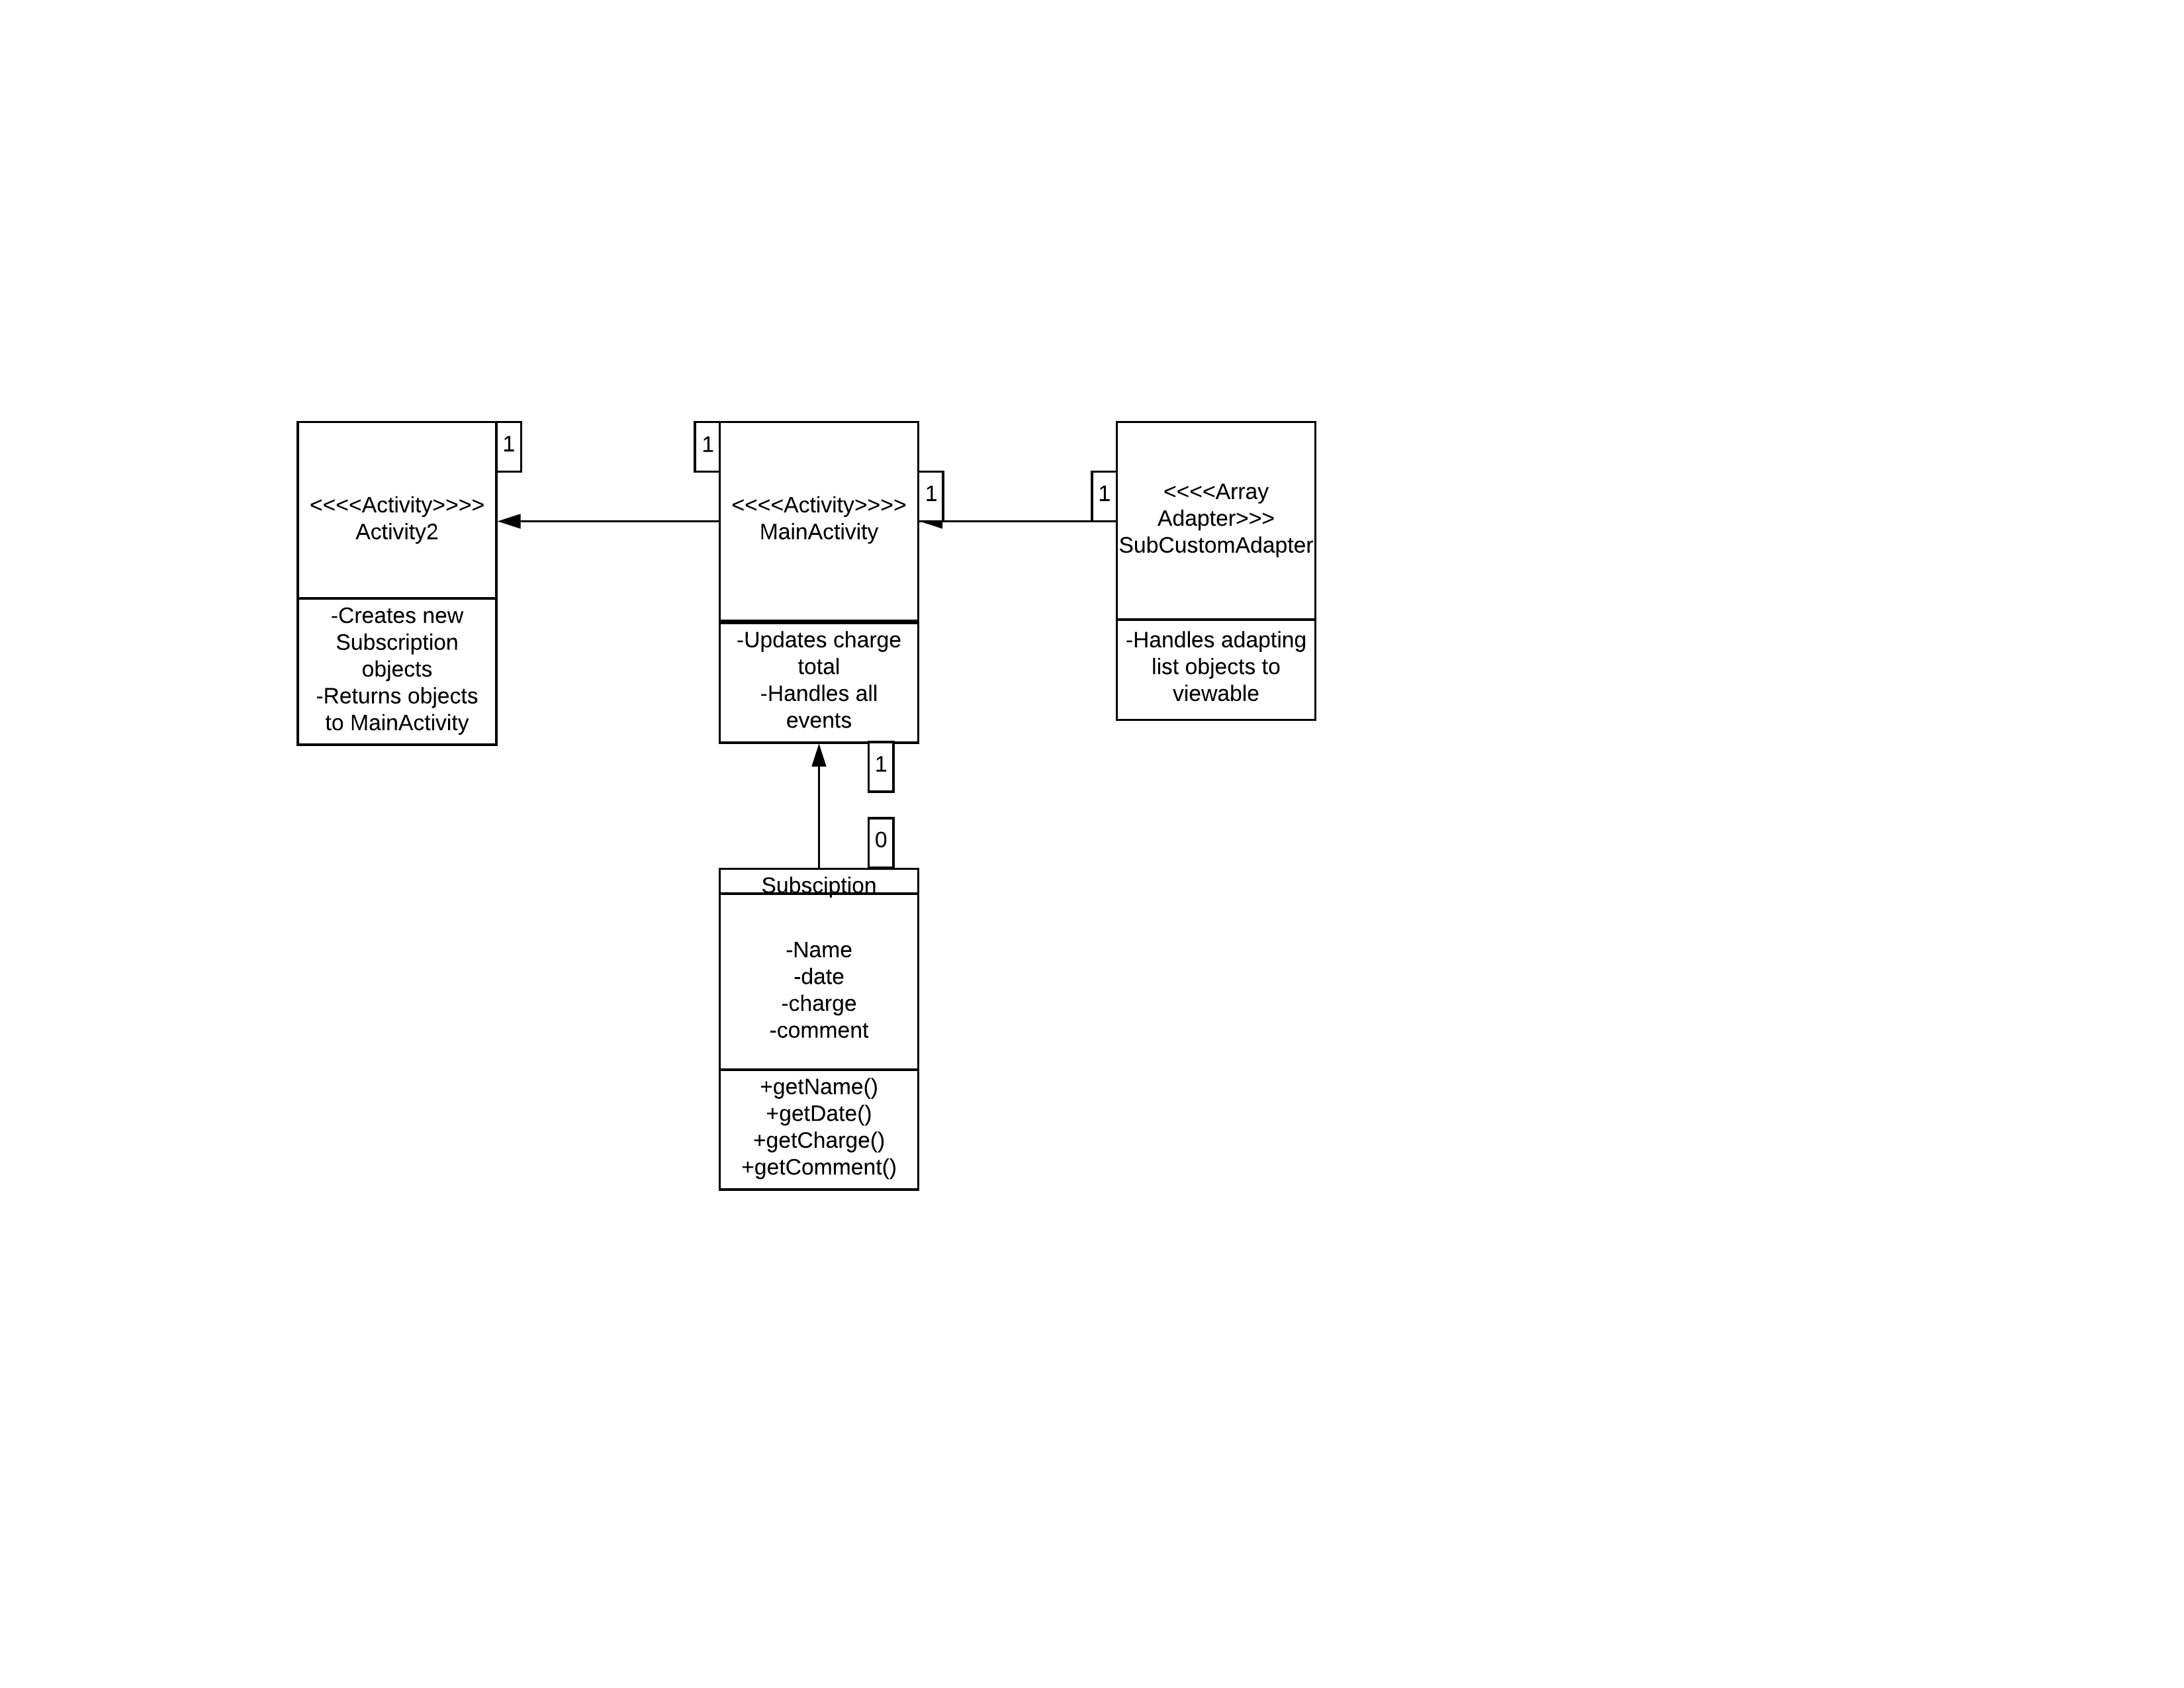 <<<<Activity>>>>
Activity2
-Creates new
Subscription
objects
-Returns objects
to MainActivity
1
1
<<<<Activity>>>>
MainActivity
-Updates charge
total
-Handles all
events
1
1
<<<<Array
Adapter>>>
SubCustomAdapter
-Handles adapting
list objects to
viewable
1
0
Subsciption
-Name
-date
-charge
-comment
+getName()
+getDate()
+getCharge()
+getComment()